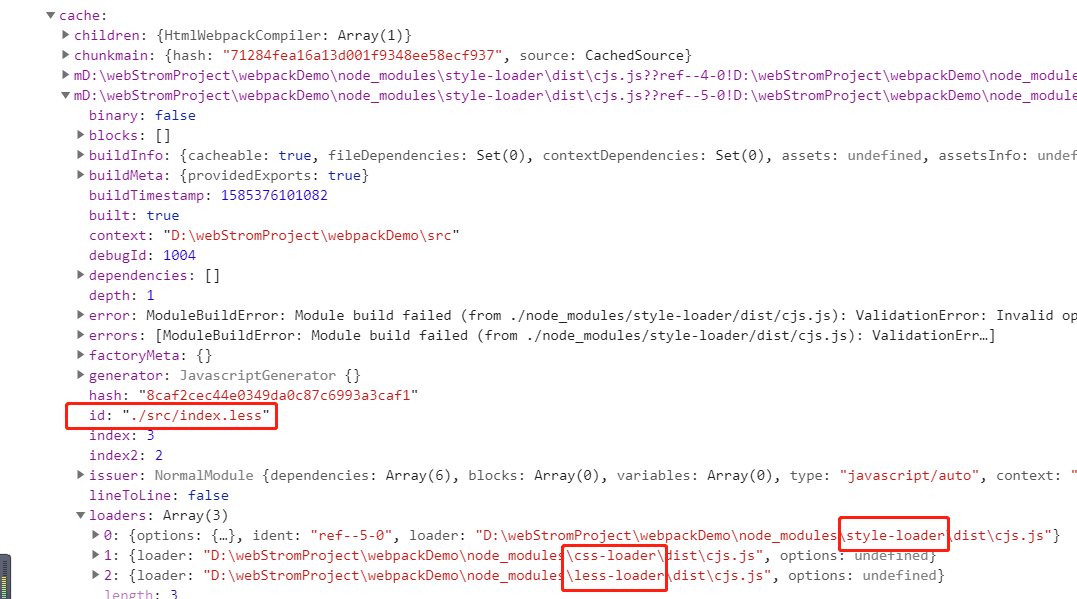 cache:
children: {HtmlWebpackCompiler: Array(1)}
chunkmain: {hash: "71284fea16a13d001f9348ee58ecf937", source: CachedSource}
mD:\webStromProject\webpackDemo\node_modules\style-loader\dist\cjs.js??ref--4-0!D:\webStromProject\webpackDemo\node_module
mD:\webStromProject\webpackDemo\node_modules\style-loader\dist\cjs.js??ref--5-0!D:\webStromProject\webpackDemo\node_module
binary: false
blocks: []
buildInfo: {cacheable: true, fileDependencies: Set(0), contextDependencies: Set(0), assets: undefined, assetsInfo: undef
buildMeta: {providedExports: true}
buildTimestamp: 1585376101082
built: true
context: "D:\webStromProject\webpackDemo\src"
debugId: 1004
dependencies: []
depth: 1
error: ModuleBuildError: Module build failed (from ./node_modules/style-loader/dist/cjs.js): ValidationError: Invalid op
errors: [ModuleBuildError: Module build failed (from ./node_modules/style-loader/dist/cjs.js): ValidationErr…]
factoryMeta: {}
generator: JavascriptGenerator {}
hash: "8caf2cec44e0349da0c87c6993a3caf1"
id: "./src/index.less"
index: 3
index2: 2
issuer: NormalModule {dependencies: Array(6), blocks: Array(0), variables: Array(0), type: "javascript/auto", context: "
lineToLine: false
loaders: Array(3)
0: {options: {…}, ident: "ref--5-0", loader: "D:\webStromProject\webpackDemo\node_modules\style-loader\dist\cjs.js"}
1: {loader: "D:\webStromProject\webpackDemo\node_modules\css-loader\dist\cjs.js", options: undefined}
2: {loader: "D:\webStromProject\webpackDemo\node_modules\less-loader\dist\cjs.js", options: undefined}
length: 3